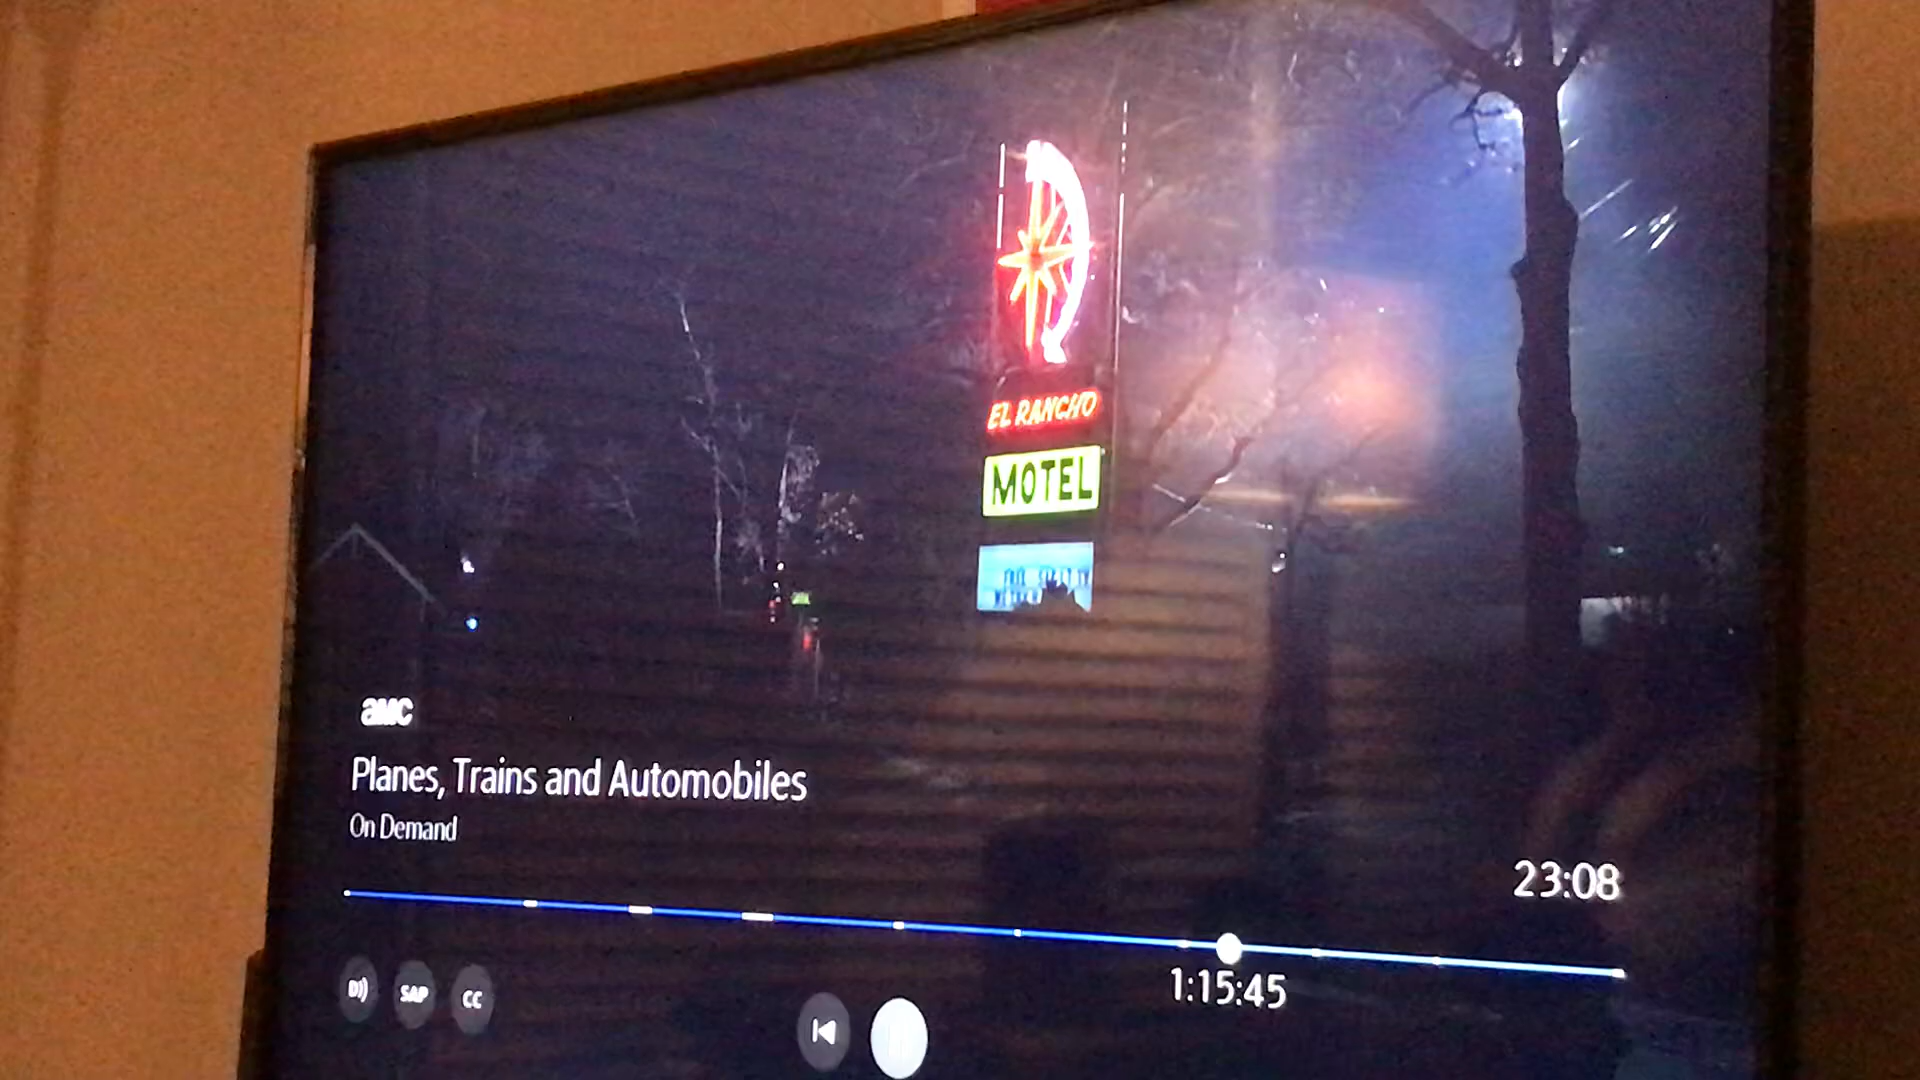 EL RANCHO
MOTEL
amc
Planes, Trains and Automobiles
On Demand
23:08
1:15:45
D)) SAP CC